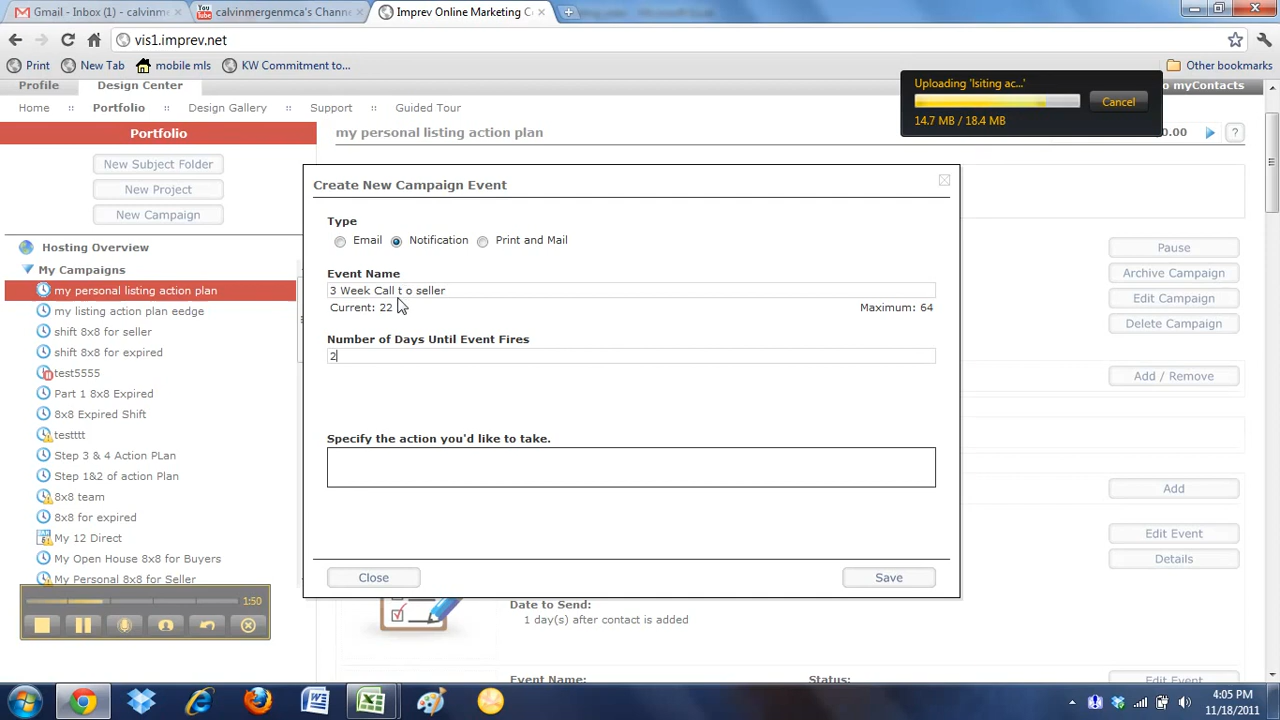 Gmail - Inbox (1) - calvinme
YouTube calvinmergenmca's Chann
Imprev Online Marketing C
vis1.imprev.net
Print New Tab mobile mls KW Commitment to... Other bookmarks
Profile Design Center myContacts
Home :: Portfolio :: Design Gallery :: Support :: Guided Tour
Uploading 'lsiting ac...'
Cancel
14.7 MB / 18.4 MB
Portfolio
my personal listing action plan
0.00 ?
New Subject Folder
New Project
New Campaign
Hosting Overview
My Campaigns
my personal listing action plan
my listing action plan eedge
shift 8x8 for seller
shift 8x8 for expired
test5555
Part 1 8x8 Expired
8x8 Expired Shift
testttt
Step 3 & 4 Action PLan
Step 1&2 of action Plan
8x8 team
8x8 for expired
My 12 Direct
My Open House 8x8 for Buyers
My Personal 8x8 for Seller
Create New Campaign Event
Type
Email Notification Print and Mail
Event Name
3 Week Call t o seller
Current: 22 Maximum: 64
Number of Days Until Event Fires
2
Specify the action you'd like to take.
Close Save
Pause
Archive Campaign
Edit Campaign
Delete Campaign
Add / Remove
Add
Edit Event
Details
Date to Send:
1 day(s) after contact is added
Event Name: Status:
Edit Event
1:50
4:05 PM
11/18/2011